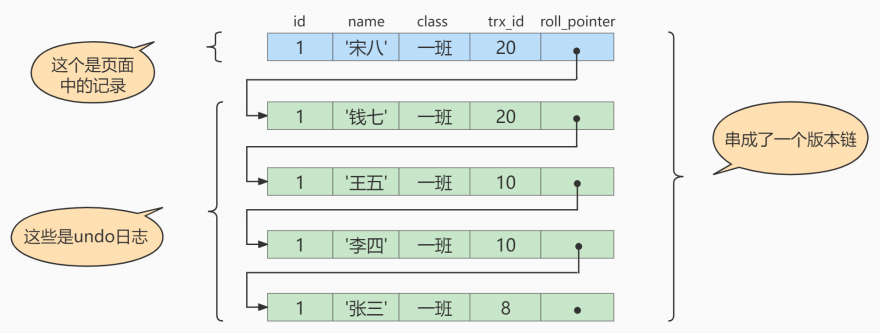 id name class trx_id roll_pointer
1 '宋八' 一班 20
这个是页面
中的记录
1 '钱七' 一班 20
串成了一个版本链
1 '王五' 一班 10
这些是undo日志
1 '李四' 一班 10
1 '张三' 一班 8